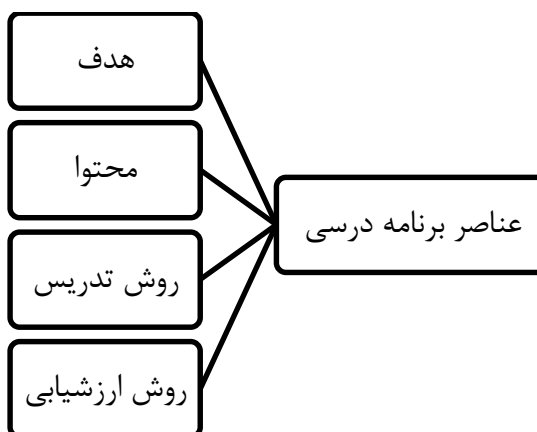 عناصر برنامه درسی
هدف
محتوا
روش تدریس
روش ارزشیابی